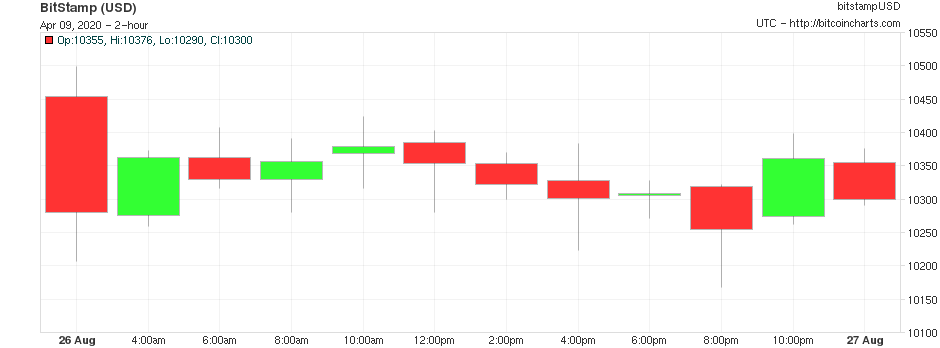 BitStamp (USD)
bitstampUSD
Apr 09, 2020 - 2-hour
UTC - http://bitcoincharts.com
Op:10355, Hi:10376, Lo:10290, Cl:10300
10550
10500
10450
10400
10350
10300
10250
10200
10150
10100
26 Aug 4:00am 6:00am 8:00am 10:00am 12:00pm 2:00pm 4:00pm 6:00pm 8:00pm 10:00pm 27 Aug